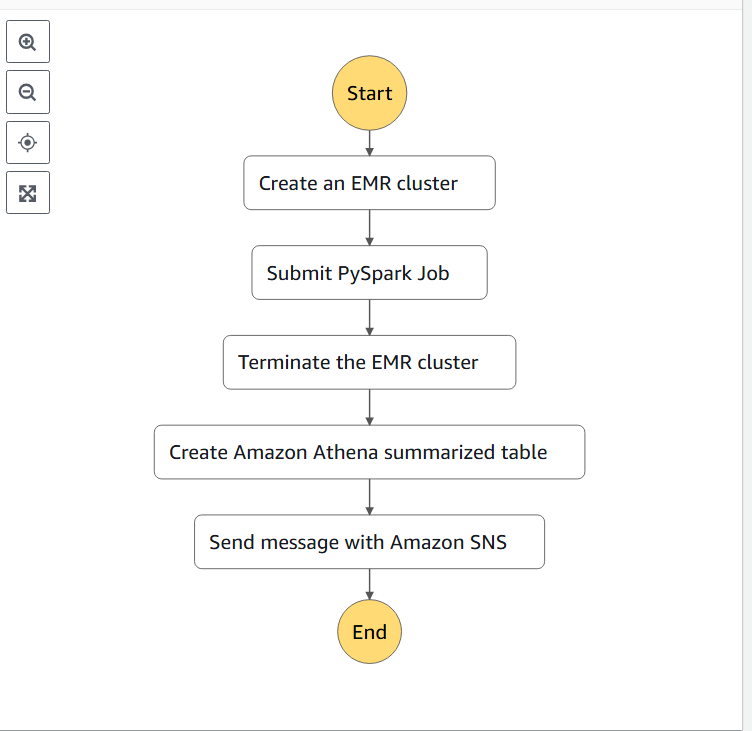 Start
Create an EMR cluster
Submit PySpark Job
Terminate the EMR cluster
Create Amazon Athena summarized table
Send message with Amazon SNS
End